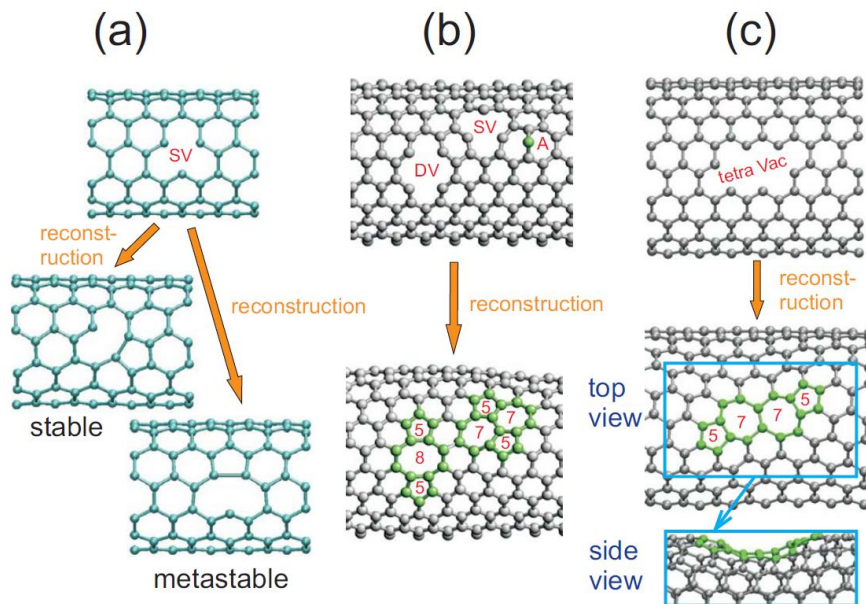 (a)
(b)
(c)
SV
reconst-
ruction
reconstruction
stable
metastable
SV
A
DV
reconstruction
5
7
5
7
5
8
5
tetra Vac
reconst-
ruction
top
view
5
7
7
5
side
view